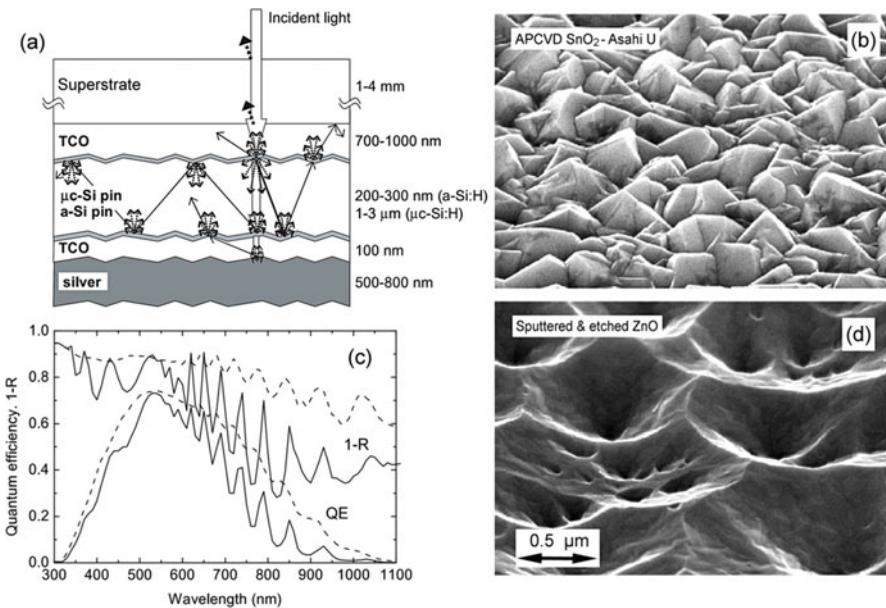 (a)
Incident light
Superstrate
1-4 mm
TCO
700-1000 nm
μc-Si pin
a-Si pin
200-300 nm (a-Si:H)
1-3 μm (μc-Si:H)
TCO
100 nm
silver
500-800 nm
APCVD SnO₂- Asahi U
(b)
(c)
Quantum efficiency. 1-R
1.0
0.8
0.6
0.4
0.2
0.0
1-R
QE
300 400 500 600 700 800 900 1000 1100
Wavelength (nm)
Sputtered & etched ZnO
(d)
0.5 μm